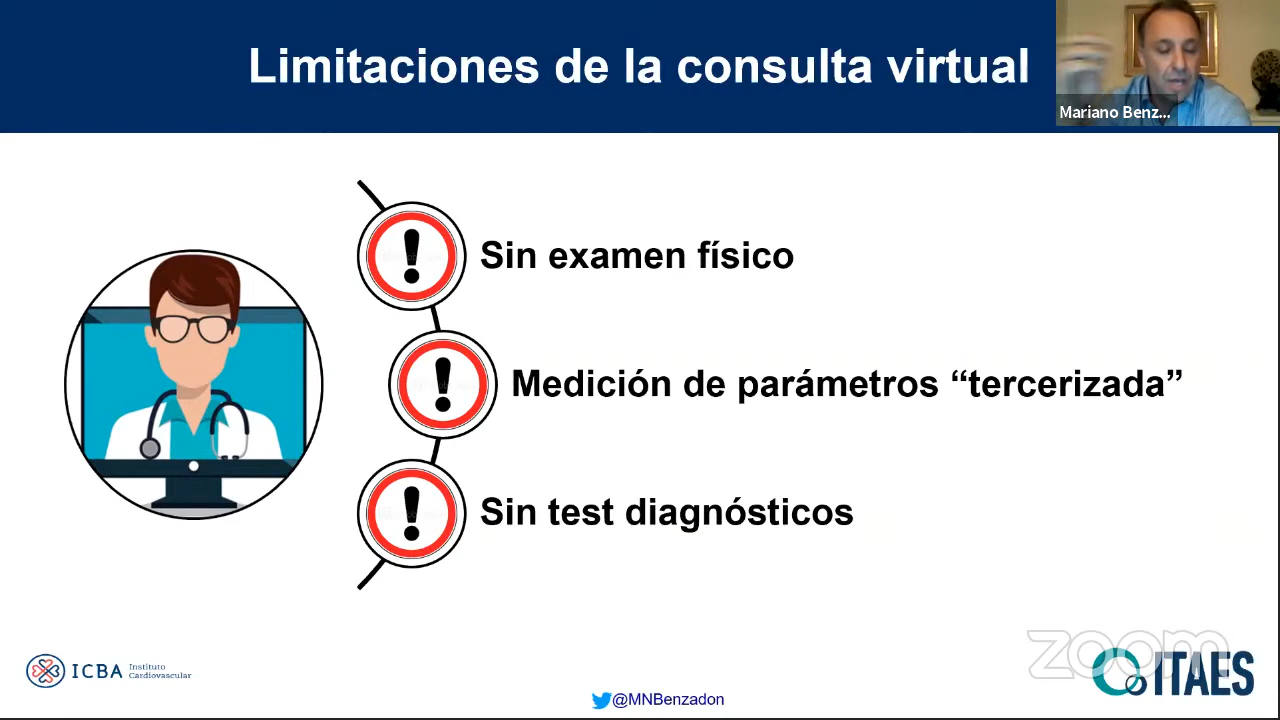 Limitaciones de la consulta virtual
Mariano Benz...
Sin examen físico
Medición de parámetros “tercerizada”
Sin test diagnósticos
zoom
ICBA Instituto
Cardiovascular
ITAES
@MNBenzadon